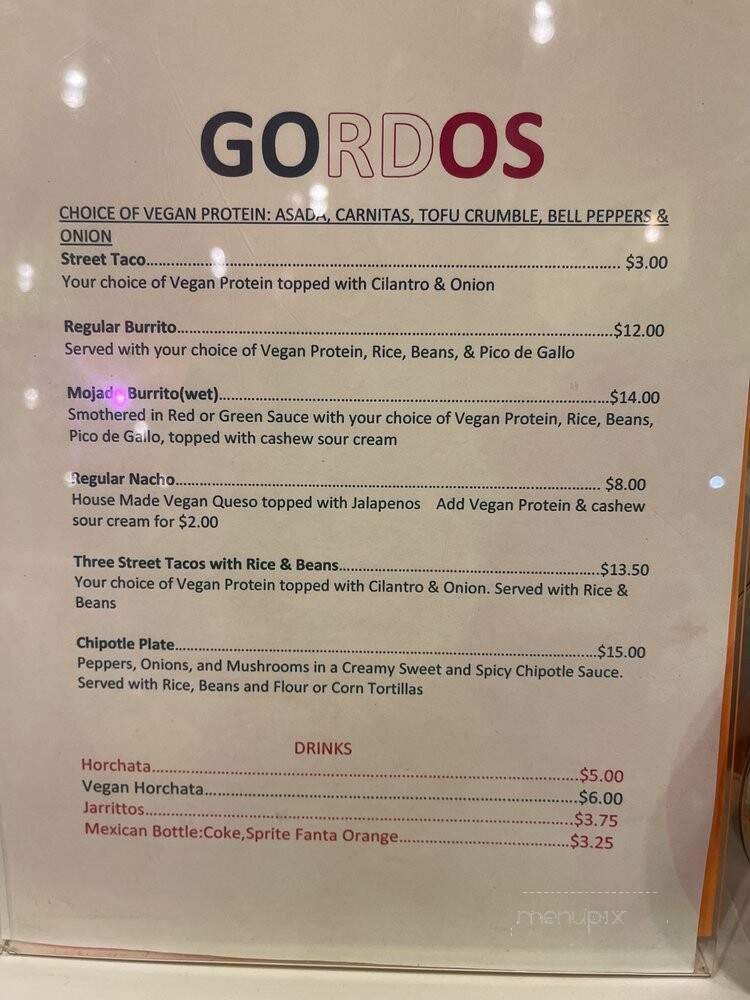 GORDOS
CHOICE OF VEGAN PROTEIN: ASADA, CARNITAS, TOFU CRUMBLE, BELL PEPPERS &
ONION
Street Taco........................................................................................................ $3.00
Your choice of Vegan Protein topped with Cilantro & Onion
Regular Burrito.................................................................................................$12.00
Served with your choice of Vegan Protein, Rice, Beans, & Pico de Gallo
Mojado Burrito(wet).........................................................................................$14.00
Smothered in Red or Green Sauce with your choice of Vegan Protein, Rice, Beans,
Pico de Gallo, topped with cashew sour cream
Regular Nacho.................................................................................................. $8.00
House Made Vegan Queso topped with Jalapenos Add Vegan Protein & cashew
sour cream for $2.00
Three Street Tacos with Rice & Beans............................................................$13.50
Your choice of Vegan Protein topped with Cilantro & Onion. Served with Rice &
Beans
Chipotle Plate..................................................................................................$15.00
Peppers, Onions, and Mushrooms in a Creamy Sweet and Spicy Chipotle Sauce.
Served with Rice, Beans and Flour or Corn Tortillas
DRINKS
Horchata....................................................................................................$5.00
Vegan Horchata...........................................................................................$6.00
Jarrittos....................................................................................................$3.75
Mexican Bottle:Coke,Sprite Fanta Orange........................................$3.25
menupix